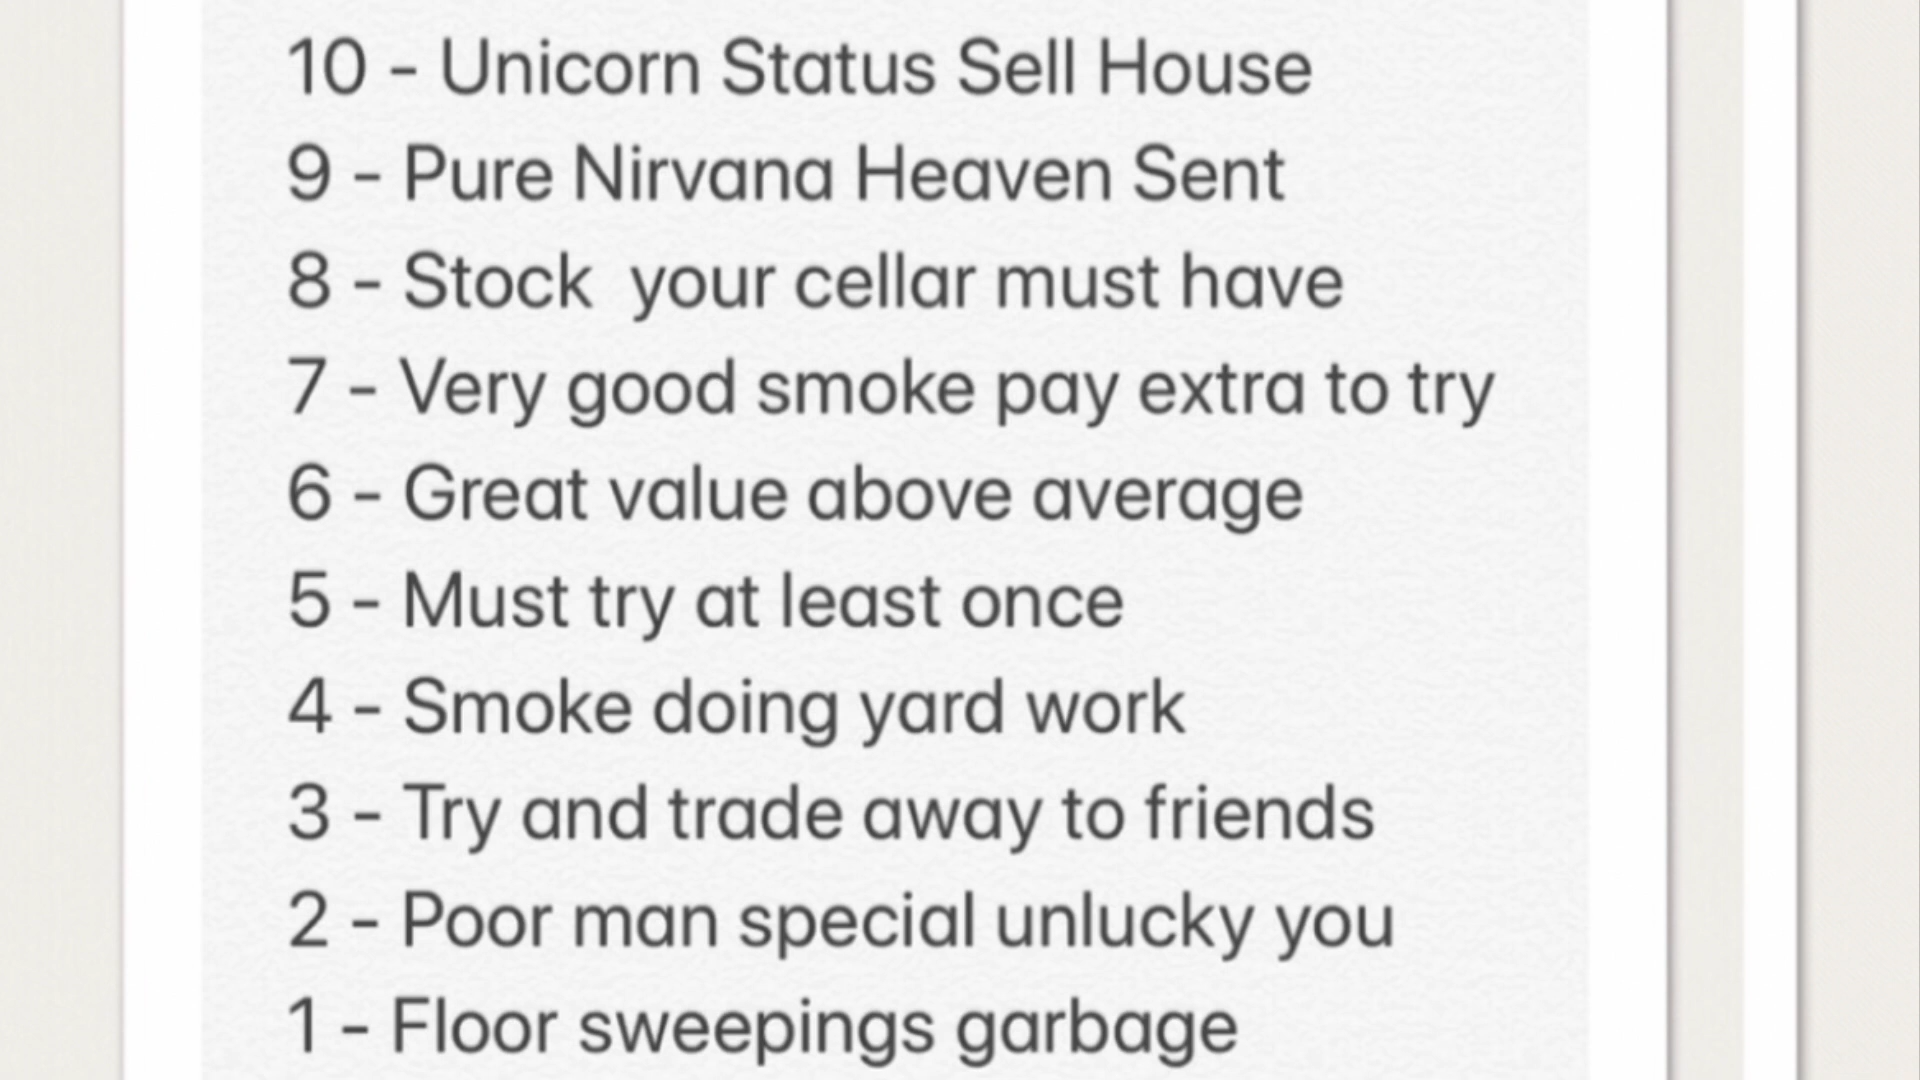 10 - Unicorn Status Sell House
9 - Pure Nirvana Heaven Sent
8 - Stock  your cellar must have
7 - Very good smoke pay extra to try
6 - Great value above average
5 - Must try at least once
4 - Smoke doing yard work
3 - Try and trade away to friends
2 - Poor man special unlucky you
1 - Floor sweepings garbage